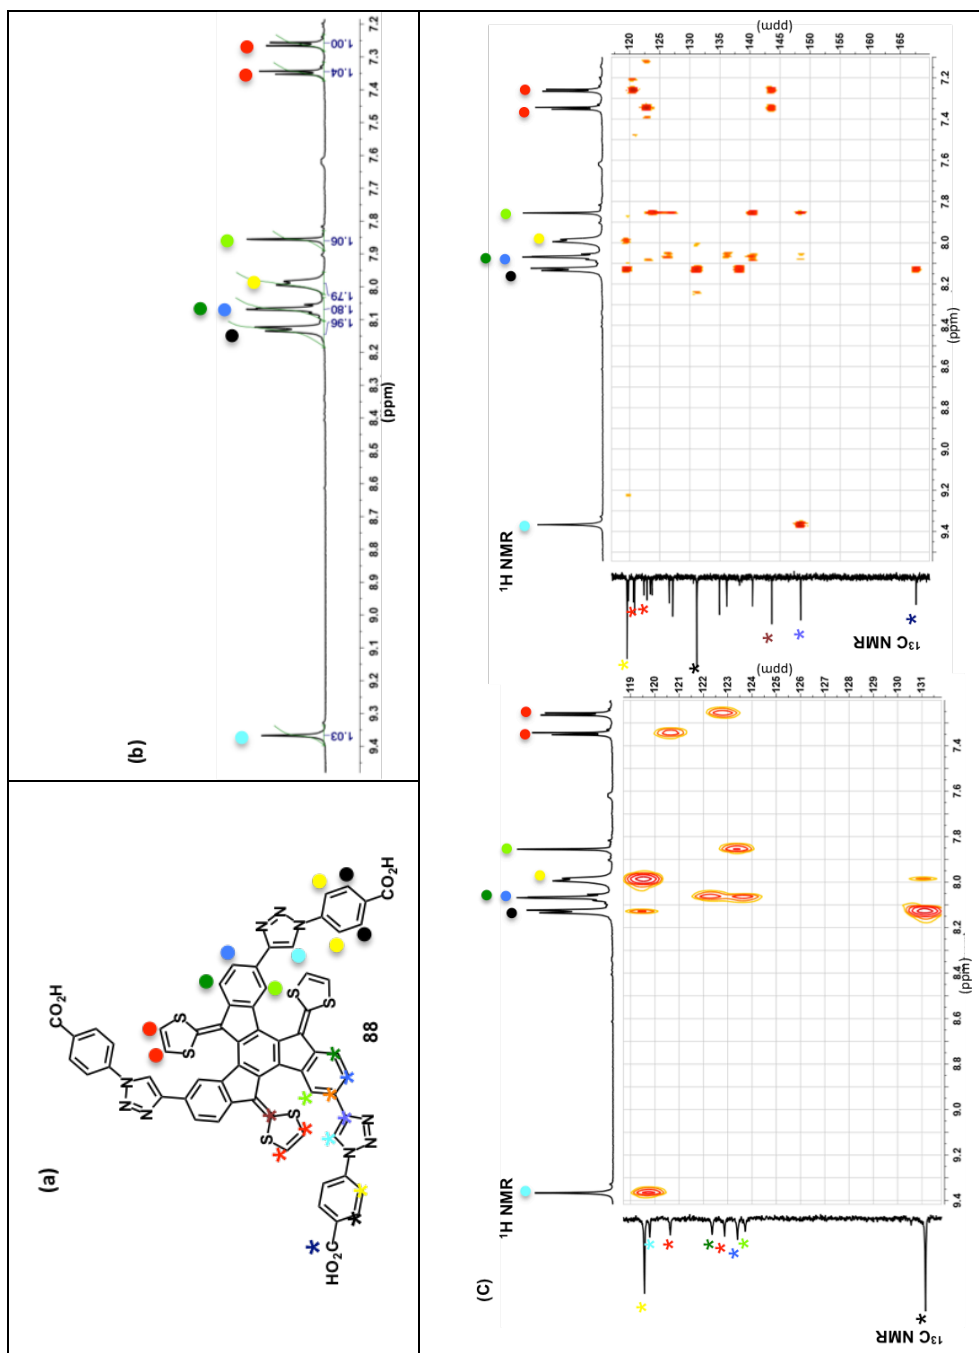 (a)
CO₂H
HO₂C
CO₂H
N
N
N
S
S
S
S
S
S
N
N
N
N
N
N
88
(b)
1.03
1.96
1.80
1.79
1.06
1.04
1.00
9.4 9.3 9.2 9.1 9.0 8.9 8.8 8.7 8.6 8.5 8.4 8.3 8.2 8.1 8.0 7.9 7.8 7.7 7.6 7.5 7.4 7.3 7.2
(ppm)
(C)
¹H NMR
¹³C NMR
119
120
121
122
123
124
125
126
127
128
129
130
131
(ppm)
9.4 9.2 9.0 8.8 8.6 8.4 8.2 8.0 7.8 7.6 7.4
(ppm)
¹H NMR
¹³C NMR
120
125
130
135
140
145
150
155
160
165
(ppm)
9.4 9.2 9.0 8.8 8.6 8.4 8.2 8.0 7.8 7.6 7.4 7.2
(ppm)